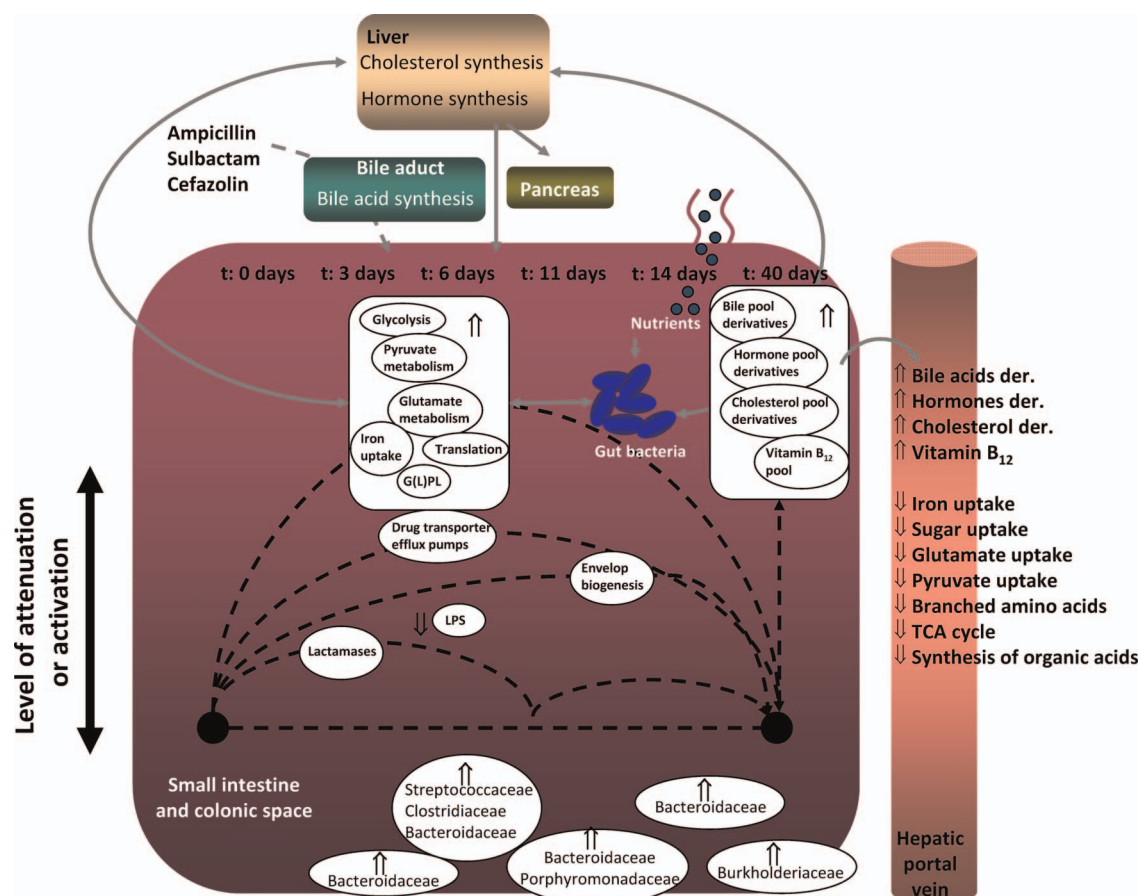 Liver
Cholesterol synthesis
Hormone synthesis
Ampicillin
Sulbactam
Cefazolin
Bile aduct
Bile acid synthesis
Pancreas
t: 0 days
t: 3 days
t: 6 days
t: 11 days
t: 14 days
t: 40 days
Glycolysis
⇑
Pyruvate
metabolism
Glutamate
metabolism
Iron
uptake
Translation
G(L)PL
Nutrients
Gut bacteria
Bile pool
derivatives
⇑
Hormone pool
derivatives
Cholesterol pool
derivatives
Vitamin B₁₂
pool
⇑ Bile acids der.
⇑ Hormones der.
⇑ Cholesterol der.
⇑ Vitamin B₁₂
⇓ Iron uptake
⇓ Sugar uptake
⇓ Glutamate uptake
⇓ Pyruvate uptake
⇓ Branched amino acids
⇓ TCA cycle
⇓ Synthesis of organic acids
Level of attenuation
or activation
Drug transporter
efflux pumps
Envelop
biogenesis
⇓ LPS
Lactamases
Small intestine
and colonic space
⇑
Streptococcaceae
Clostridiaceae
Bacteroidaceae
⇑
Bacteroidaceae
⇑
Bacteroidaceae
Porphyromonadaceae
⇑
Bacteroidaceae
⇑
Burkholderiaceae
Hepatic
portal
vein